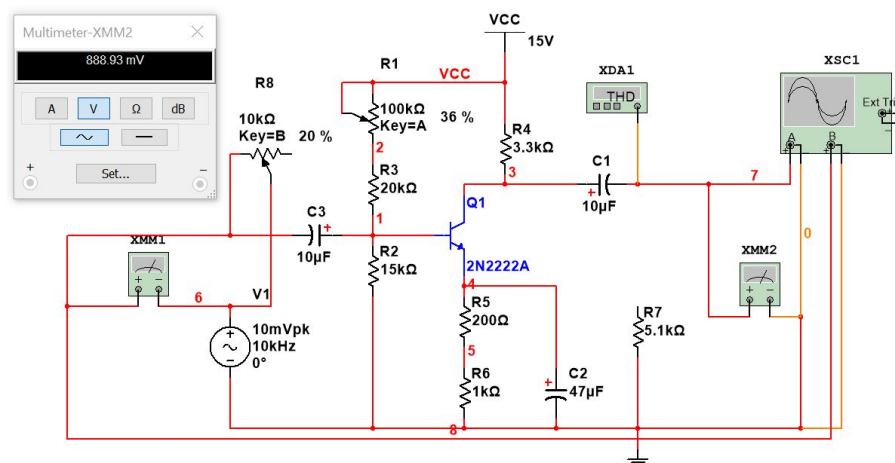 Multimeter-XMM2
888.93 mV
A
V
Ω
dB
+
Set...
−
VCC
15V
XSC1
XDA1
THD
Ext Tri
A
B
R8
10kΩ
Key=B
20 %
R1
100kΩ
Key=A
36 %
VCC
2
R4
3.3kΩ
3
C1
10µF
+
7
R3
20kΩ
1
C3
+
10µF
Q1
2N2222A
XMM1
+ −
6
V1
10mVpk
10kHz
0°
R2
15kΩ
4
R5
200Ω
5
R6
1kΩ
C2
+
47µF
R7
5.1kΩ
XMM2
+ −
0
8